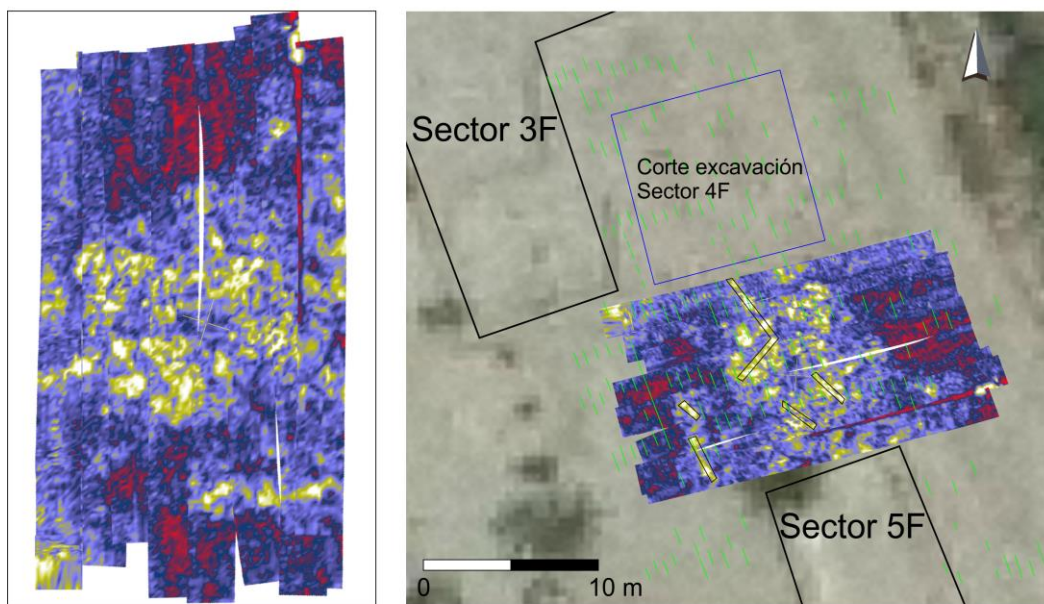 Sector 3F
Corte excavación
Sector 4F
Sector 5F
0 10 m